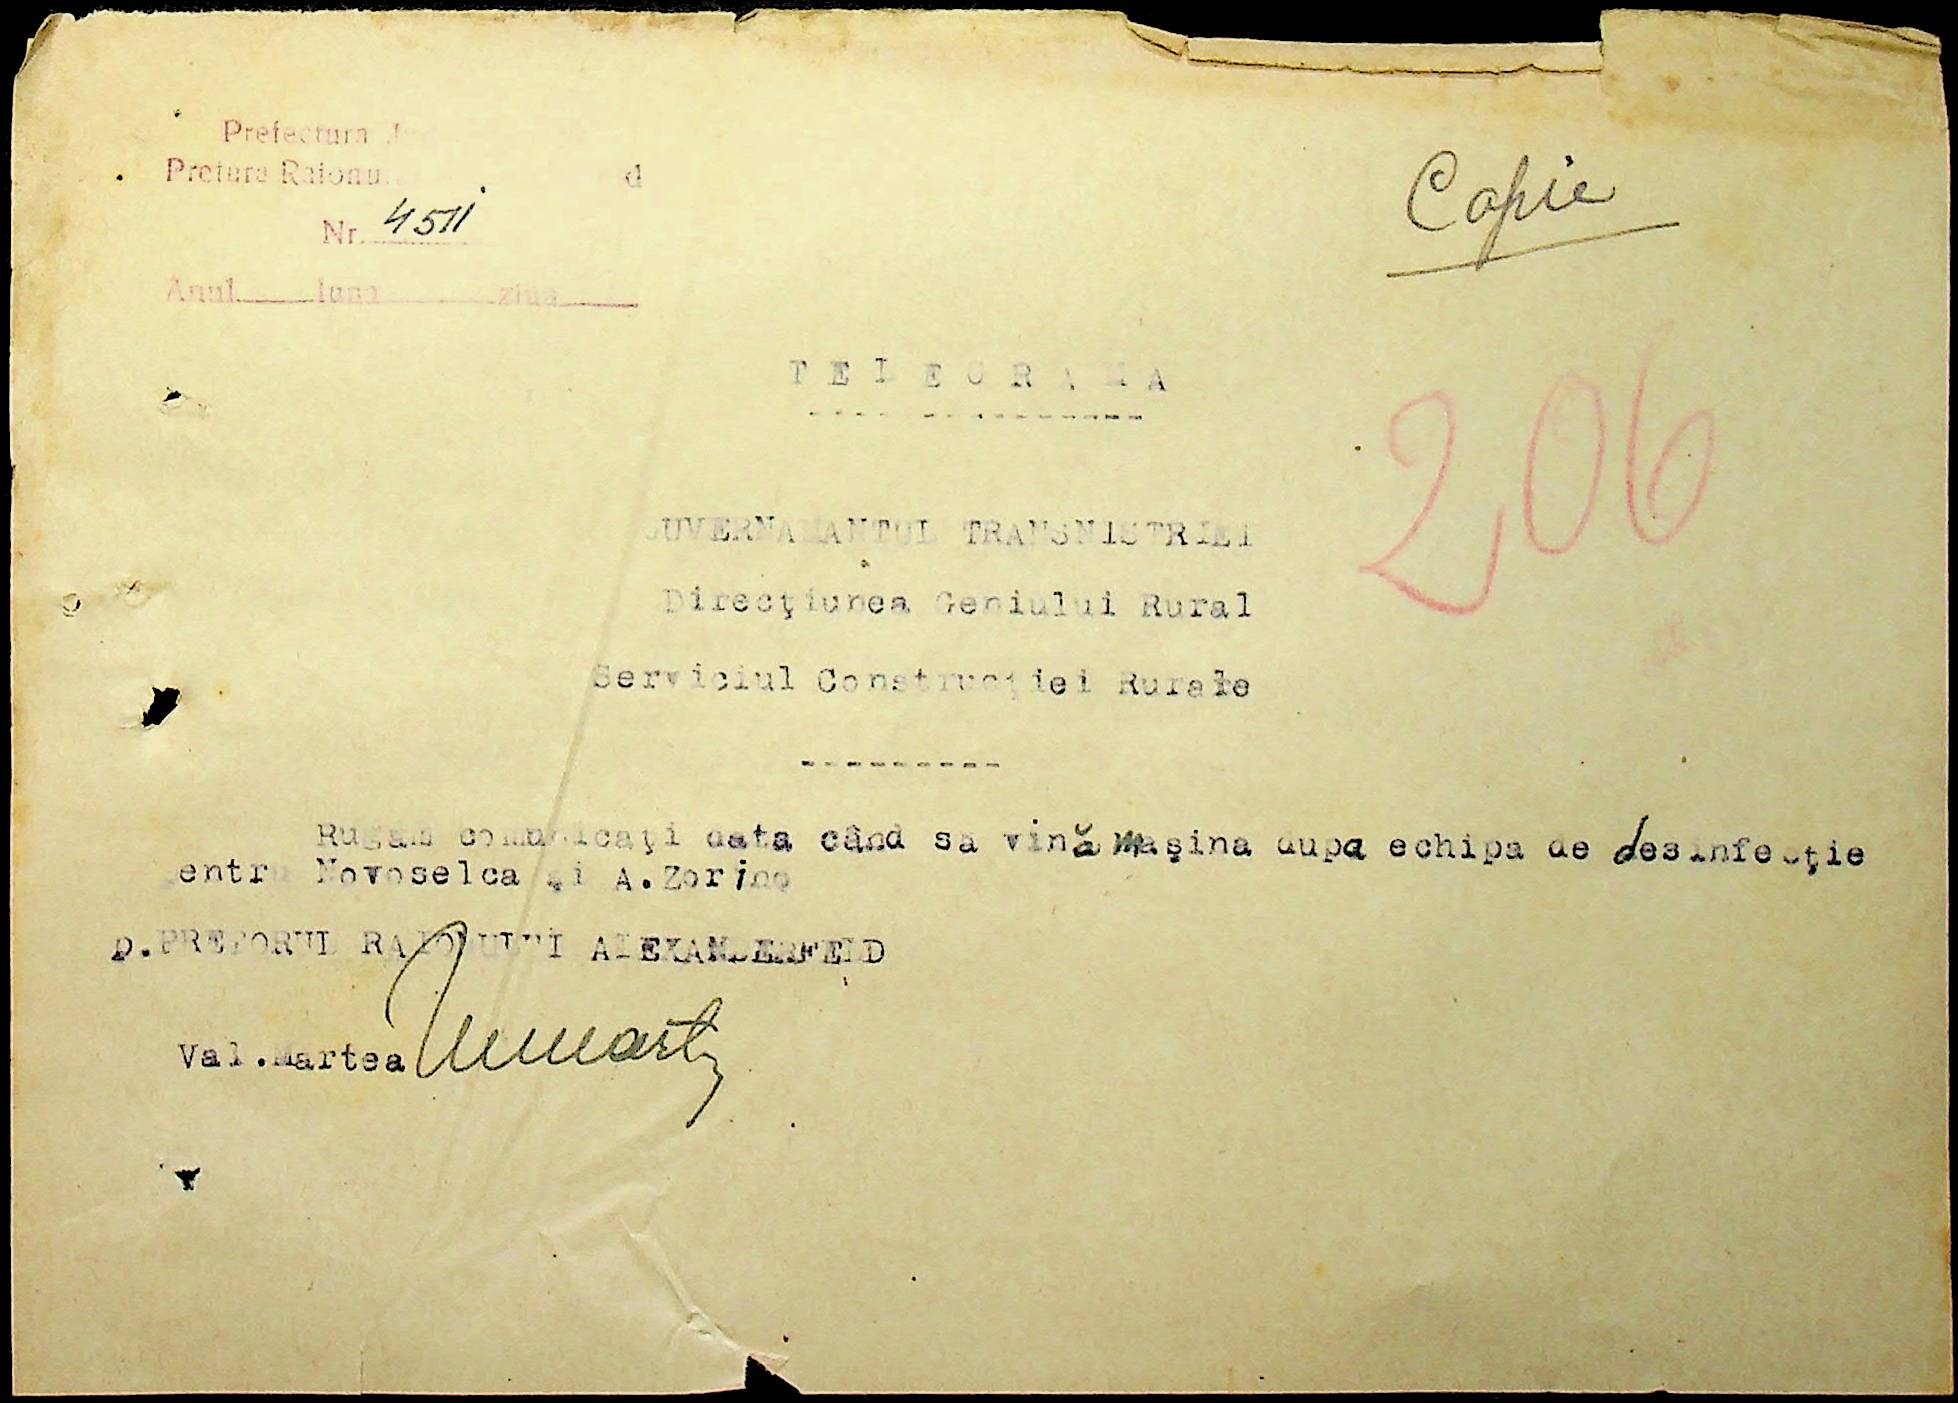 Prefectura
Pretura Raionu d
Nr. 4511
Copie
Anul luna ziua
TELEGRAMA
206
GUVERNAMANTUL TRANSNISTRIEI
Direcţiunea Geniului Rural
Serviciul Construcţiei Rurale
----------
Rugam comunicaţi data când sa vină maşina dupa echipa de desinfecţie
pentru Novoselca şi A.Zorino
p.PRETORUL RAIONULUI ALEXANDERFELD
Val.Martea